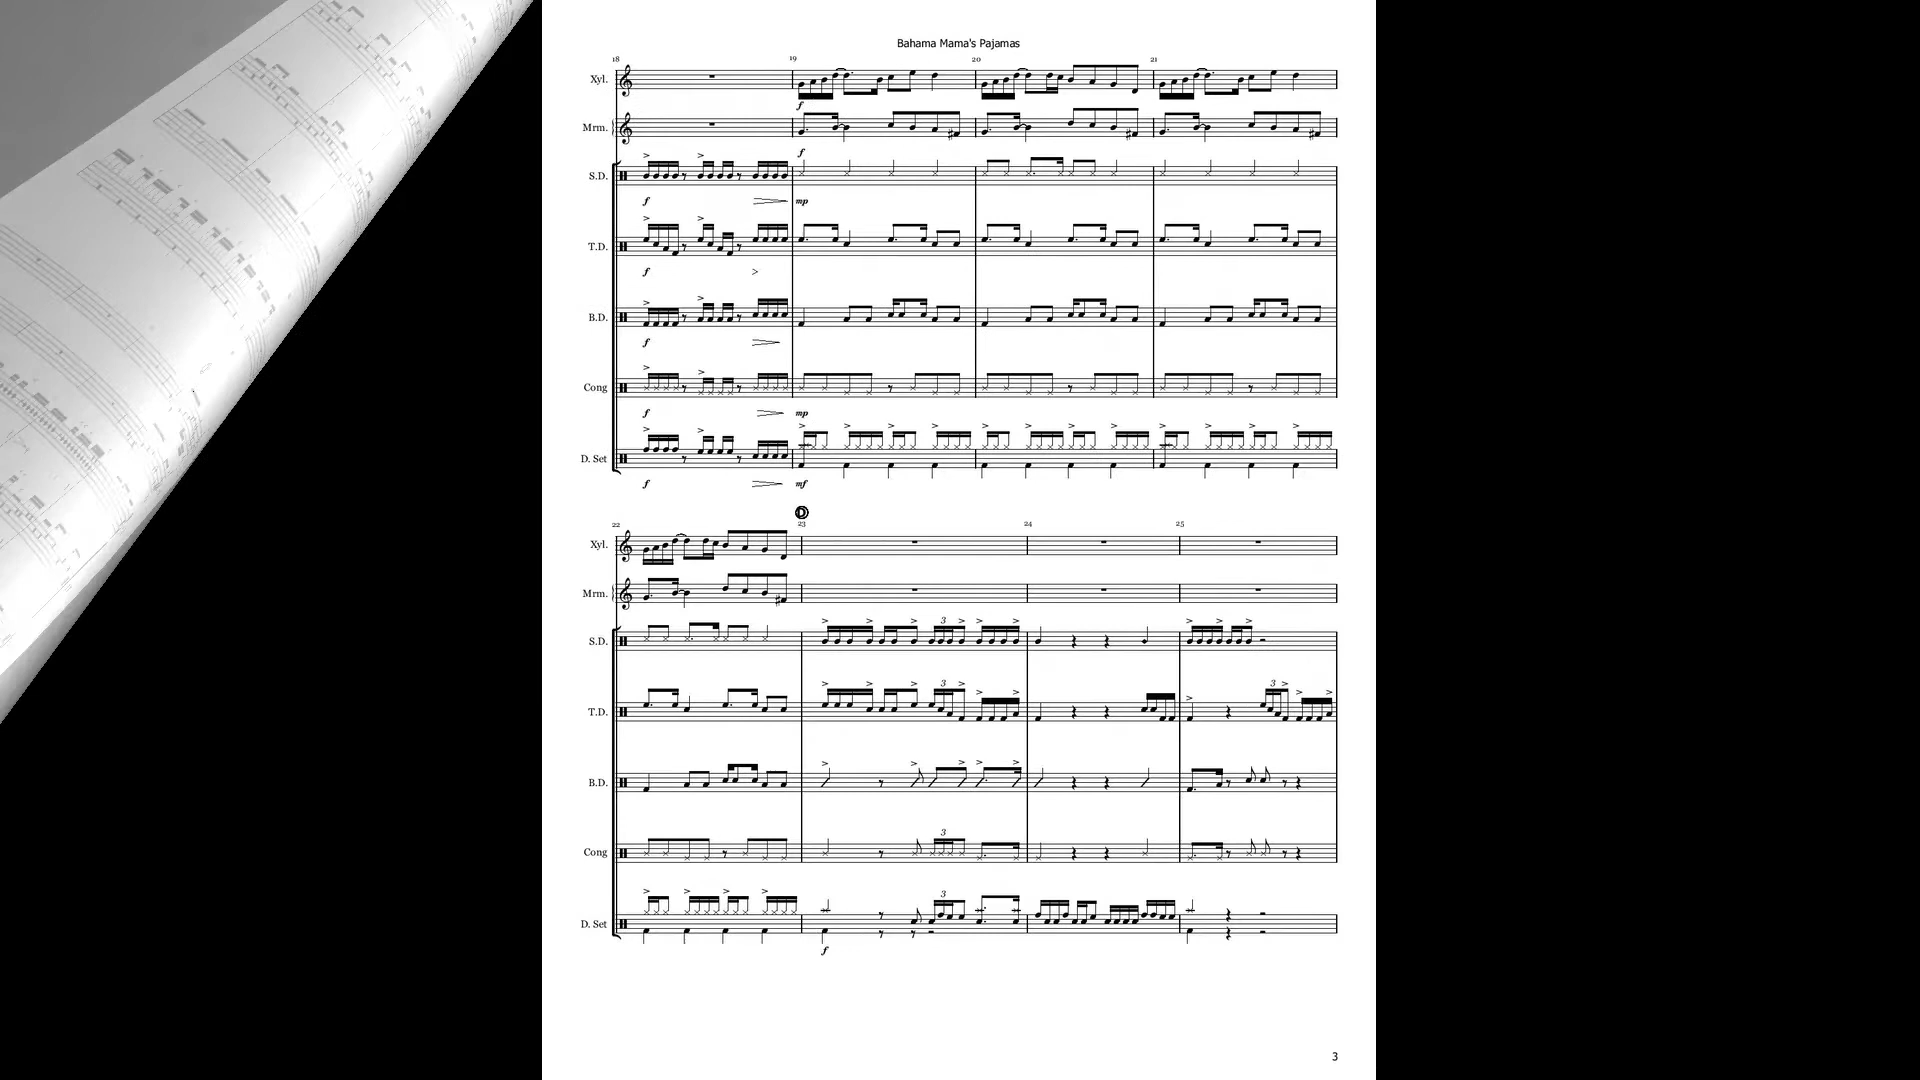 Bahama Mama's Pajamas
18 19 20 21
Xyl.
f
Mrm.
f
S.D.
f mp
T.D.
f
B.D.
f
Cong
f mp
D. Set
f mf
D
22 23 24 25
Xyl.
Mrm.
3
S.D.
3 3
T.D.
B.D.
3
Cong
3
D. Set
f
3